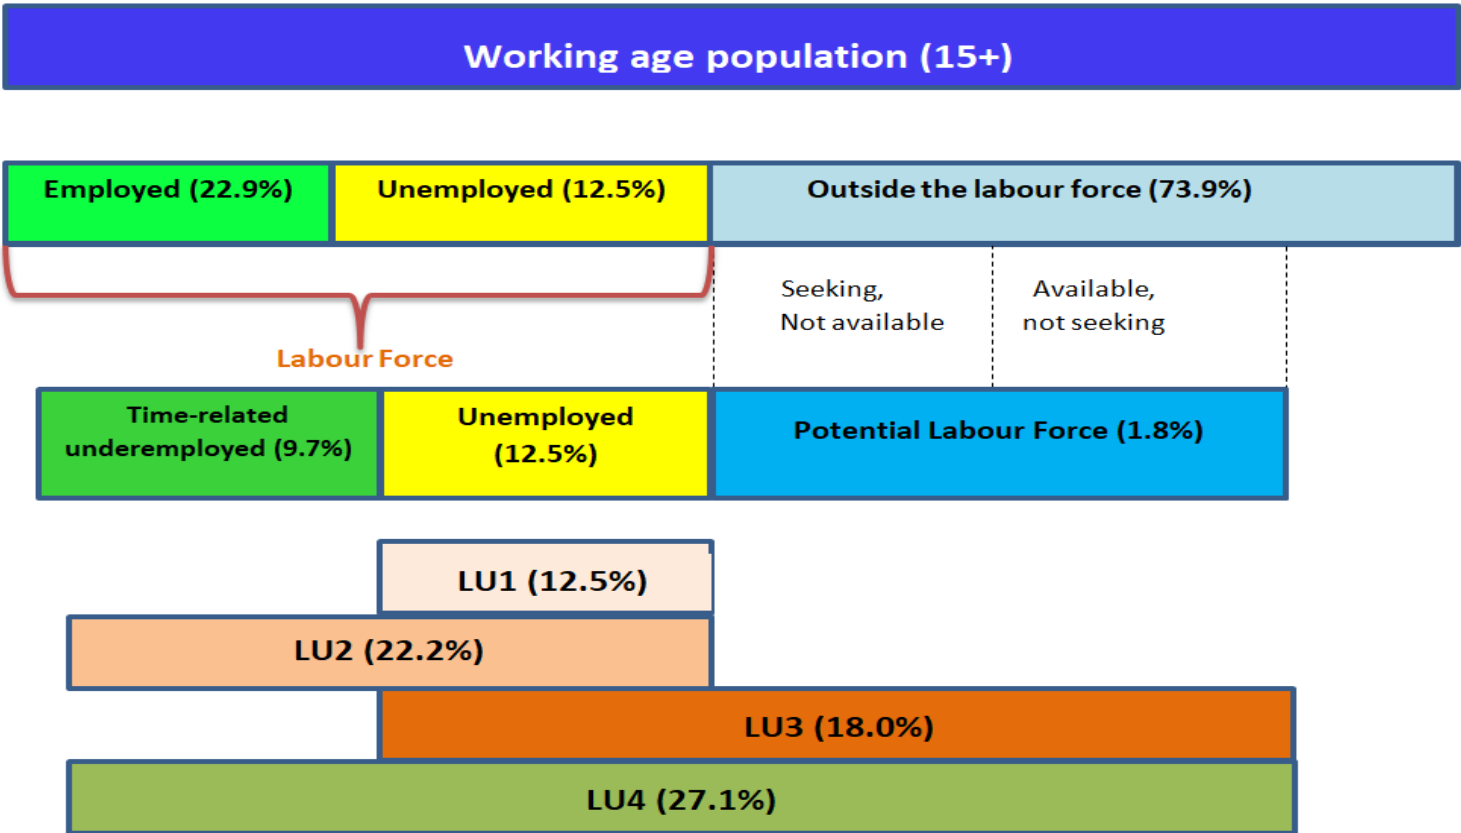 Working age population (15+)
Employed (22.9%)
Unemployed (12.5%)
Outside the labour force (73.9%)
Seeking,
Not available
Available,
not seeking
Labour Force
Time-related
underemployed (9.7%)
Unemployed
(12.5%)
Potential Labour Force (1.8%)
LU1 (12.5%)
LU2 (22.2%)
LU3 (18.0%)
LU4 (27.1%)